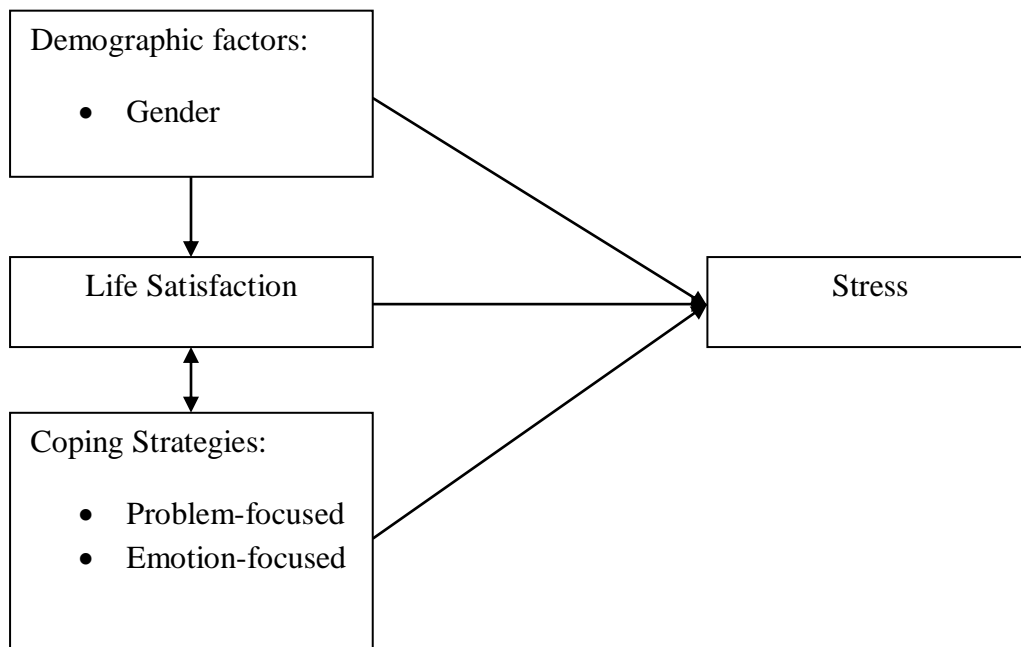 Demographic factors:
• Gender
Life Satisfaction
Stress
Coping Strategies:
• Problem-focused
• Emotion-focused